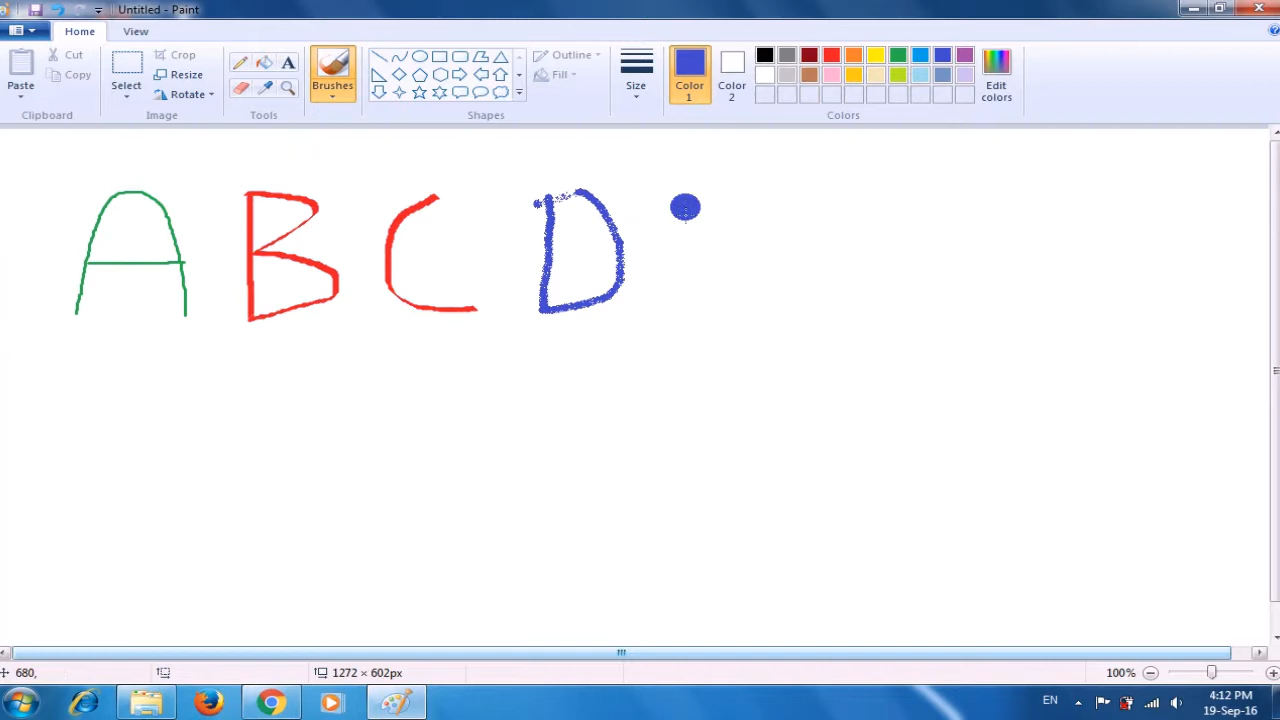 Untitled - Paint
Home View
Cut
Copy
Paste
Clipboard
Crop
Resize
Rotate
Select
Image
Tools
Brushes
Outline
Fill
Shapes
Size
Color 1
Color 2
Edit colors
Colors
A B C D
680,
1272 × 602px
100%
EN
4:12 PM
19-Sep-16